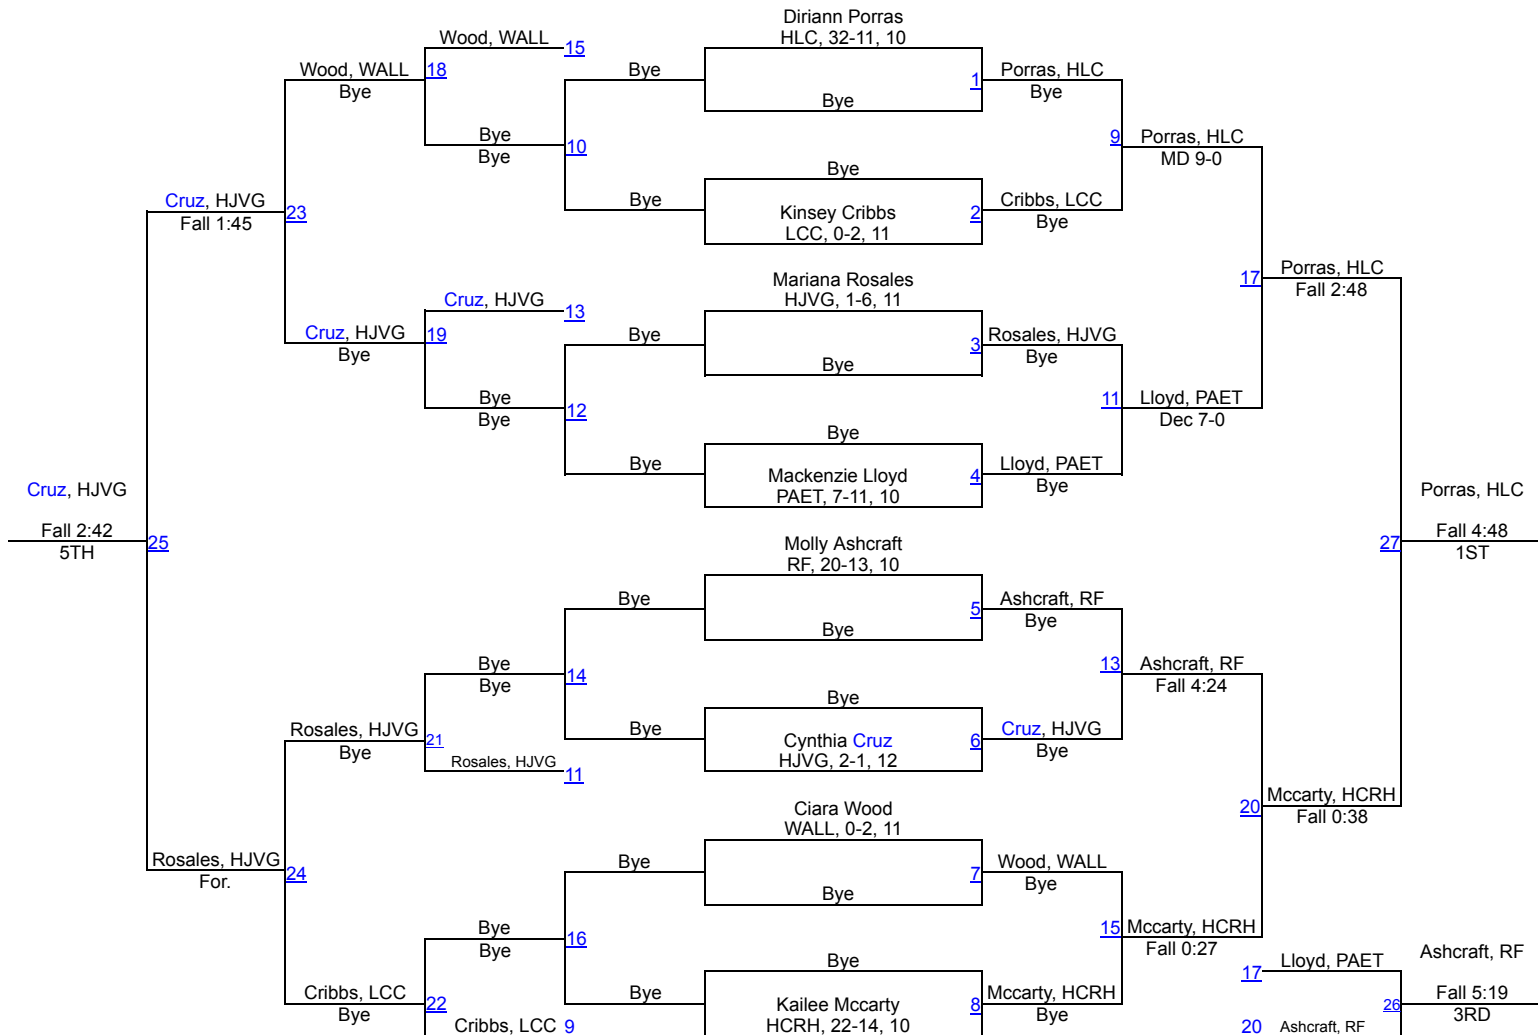 Diriann Porras
HLC, 32-11, 10
Wood, WALL
15
Wood, WALL
18
Bye
Bye
1
Porras, HLC
Bye
Bye
Bye
Bye
10
9
Porras, HLC
MD 9-0
Bye
Cruz, HJVG
23
Fall 1:45
Bye
Kinsey Cribbs
LCC, 0-2, 11
2
Cribbs, LCC
Bye
Mariana Rosales
HJVG, 1-6, 11
17
Porras, HLC
Fall 2:48
Cruz, HJVG
13
Cruz, HJVG
19
Bye
Bye
3
Rosales, HJVG
Bye
Bye
Bye
Bye
12
11
Lloyd, PAET
Dec 7-0
Bye
Bye
Mackenzie Lloyd
PAET, 7-11, 10
4
Lloyd, PAET
Bye
Cruz, HJVG
Fall 2:42
5TH
25
Porras, HLC
27
Fall 4:48
1ST
Molly Ashcraft
RF, 20-13, 10
Bye
5
Ashcraft, RF
Bye
Bye
Bye
Bye
14
13
Ashcraft, RF
Fall 4:24
Bye
Rosales, HJVG
21
Bye
Bye
Cynthia Cruz
HJVG, 2-1, 12
6
Cruz, HJVG
Bye
Rosales, HJVG
11
20
Mccarty, HCRH
Fall 0:38
Ciara Wood
WALL, 0-2, 11
Rosales, HJVG
24
For.
Bye
7
Wood, WALL
Bye
Bye
Bye
Bye
16
15
Mccarty, HCRH
Fall 0:27
Bye
17
Lloyd, PAET
Ashcraft, RF
Cribbs, LCC
22
Bye
Bye
Kailee Mccarty
HCRH, 22-14, 10
8
Mccarty, HCRH
Bye
26
Fall 5:19
3RD
Cribbs, LCC
9
20
Ashcraft, RF